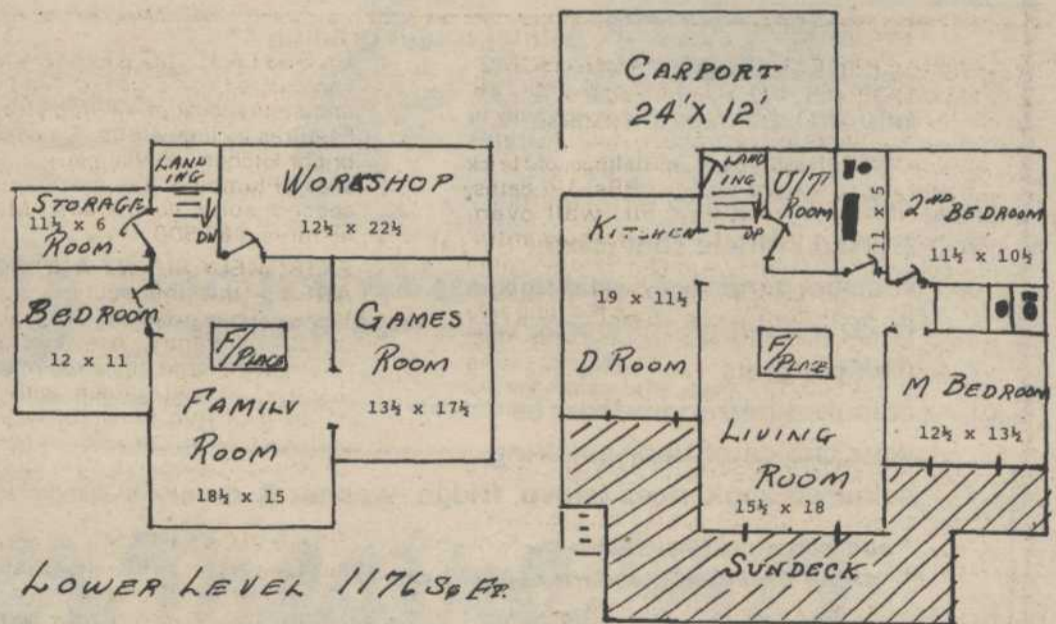 CARPORT
24' X 12'
LAND
ING
DN
WORKSHOP
12½ x 22½
STORAGE
11½ x 6
ROOM
BEDROOM
12 x 11
F/
PLACE
GAMES
ROOM
13½ x 17½
FAMILY
ROOM
18½ x 15
LOWER LEVEL 1176 SQ FT.
LAND
ING
UP
U/T
ROOM
11 x 5
2ND BEDROOM
11½ x 10½
KITCHEN
19 x 11½
D ROOM
F/
PLACE
M BEDROOM
12½ x 13½
LIVING
ROOM
15½ x 18
SUNDECK